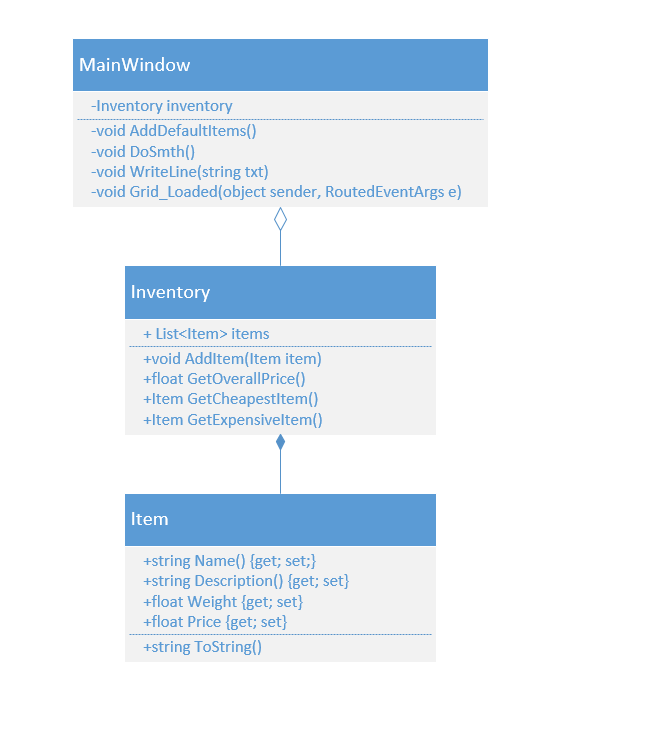 MainWindow
-Inventory inventory
-void AddDefaultItems()
-void DoSmth()
-void WriteLine(string txt)
-void Grid_Loaded(object sender, RoutedEventArgs e)
Inventory
+ List<Item> items
+void AddItem(Item item)
+float GetOverallPrice()
+Item GetCheapestItem()
+Item GetExpensiveItem()
Item
+string Name() {get; set;}
+string Description() {get; set}
+float Weight {get; set}
+float Price {get; set}
+string ToString()